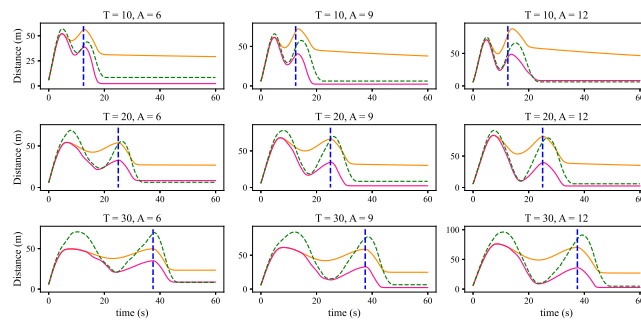 T = 10, A = 6
T = 10, A = 9
T = 10, A = 12
Distance (m)
50
25
0
50
0
50
0
0 20 40 60
0 20 40 60
0 20 40 60
T = 20, A = 6
T = 20, A = 9
T = 20, A = 12
Distance (m)
50
0
50
0
50
0
0 20 40 60
0 20 40 60
0 20 40 60
T = 30, A = 6
T = 30, A = 9
T = 30, A = 12
Distance (m)
50
0
50
0
100
50
0
0 20 40 60
0 20 40 60
0 20 40 60
time (s)
time (s)
time (s)